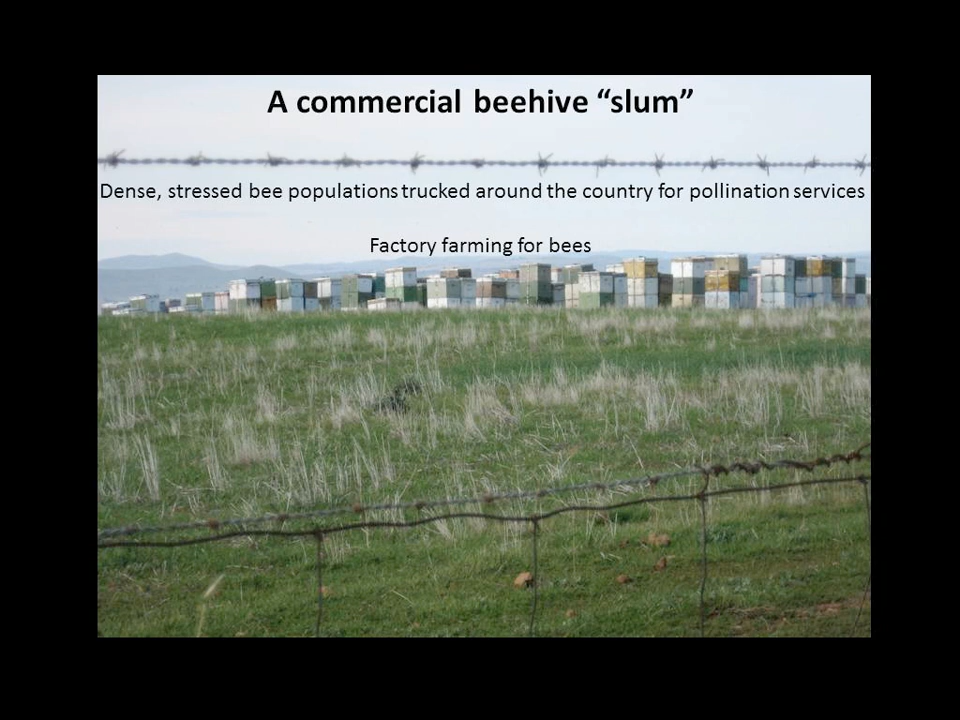 A commercial beehive “slum”
Dense, stressed bee populations trucked around the country for pollination services
Factory farming for bees